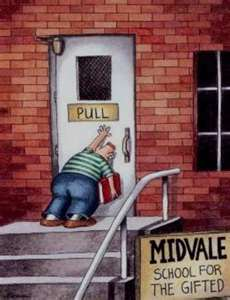 PULL
MIDVALE
SCHOOL FOR
THE GIFTED